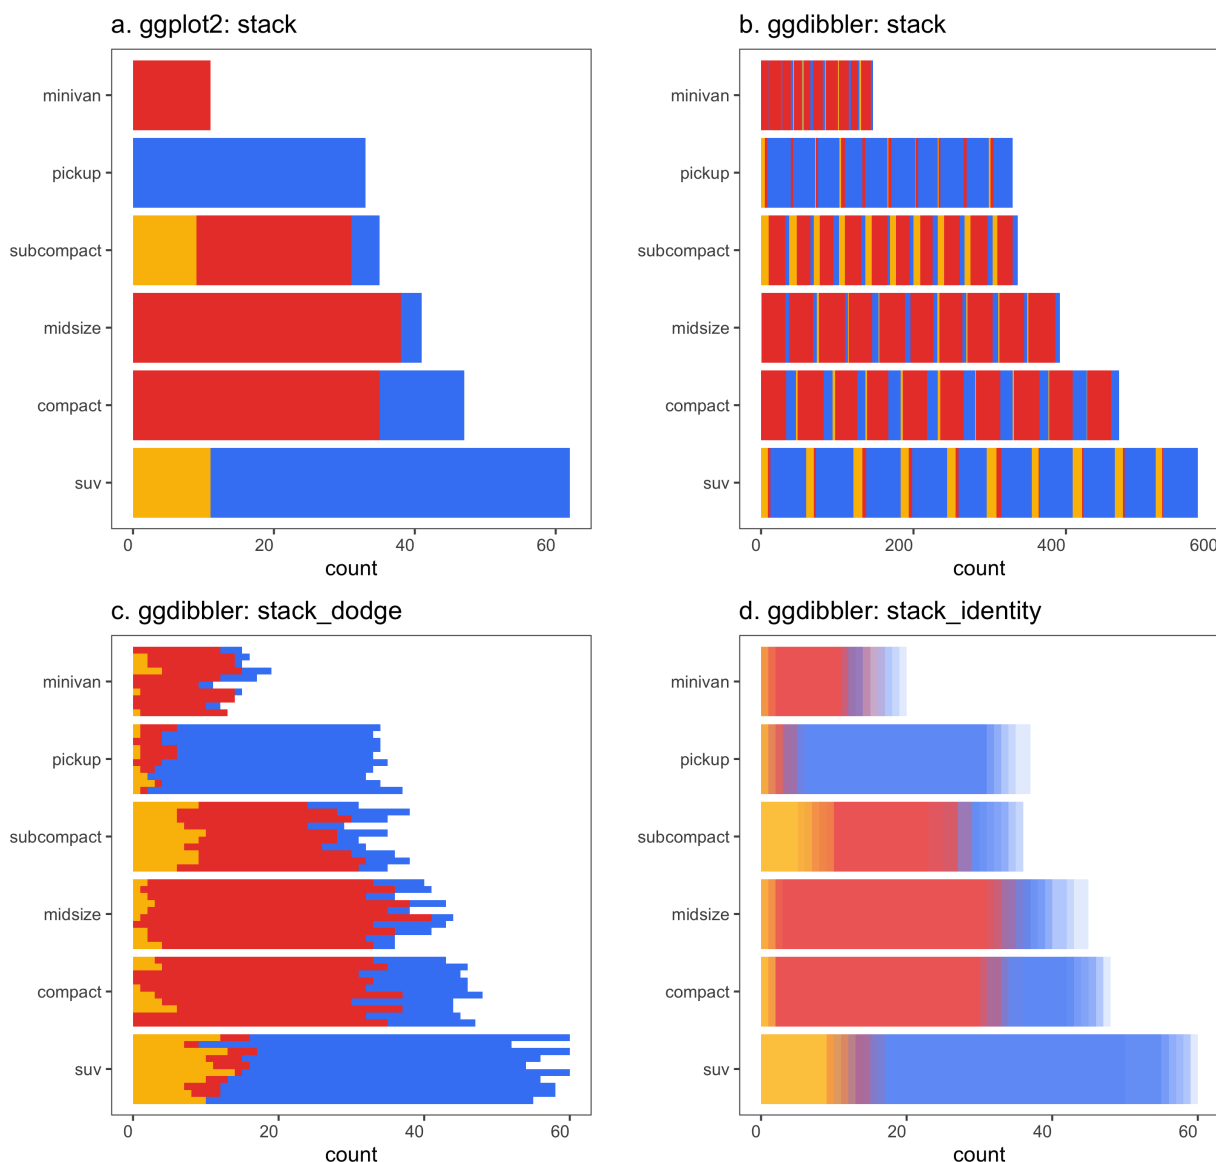 a. ggplot2: stack
minivan
pickup
subcompact
midsize
compact
suv
0 20 40 60
count
b. ggdibbler: stack
minivan
pickup
subcompact
midsize
compact
suv
0 200 400 600
count
c. ggdibbler: stack_dodge
minivan
pickup
subcompact
midsize
compact
suv
0 20 40 60
count
d. ggdibbler: stack_identity
minivan
pickup
subcompact
midsize
compact
suv
0 20 40 60
count